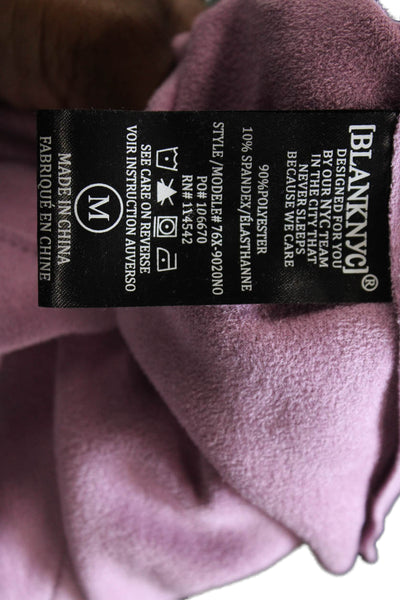 [BLANKNYC]®
DESIGNED FOR YOU
BY OUR NYC TEAM
IN THE CITY THAT
NEVER SLEEPS
BECAUSE WE CARE
90%POLYESTER
10% SPANDEX/ÉLASTHANNE
STYLE/MODELE#76X-9020NO
PO# 106670
RN# 114542
SEE CARE ON REVERSE
VOIR INSTRUCTION AUVERSO
M
MADE IN CHINA
FABRIQUÉ EN CHINE